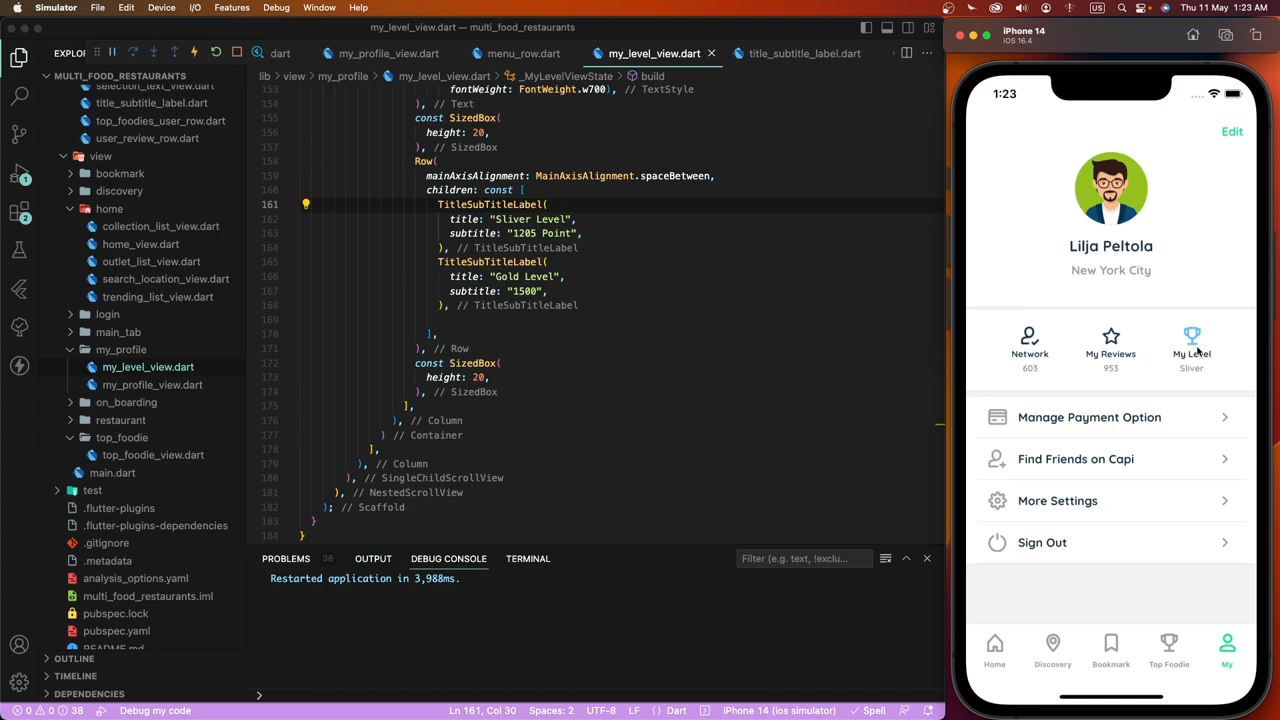 Simulator File Edit Device I/O Features Debug Window Help
US Thu 11 May 1:23 AM
my_level_view.dart — multi_food_restaurants
EXPLOR
dart my_profile_view.dart menu_row.dart my_level_view.dart title_subtitle_label.dart
lib > view > my_profile > my_level_view.dart > _MyLevelViewState > build
MULTI_FOOD_RESTAURANTS
selection_text_view.dart
title_subtitle_label.dart
top_foodies_user_row.dart
user_review_row.dart
view
bookmark
discovery
home
collection_list_view.dart
home_view.dart
outlet_list_view.dart
search_location_view.dart
trending_list_view.dart
login
main_tab
my_profile
my_level_view.dart
my_profile_view.dart
on_boarding
restaurant
top_foodie
top_foodie_view.dart
main.dart
test
.flutter-plugins
.flutter-plugins-dependencies
.gitignore
.metadata
analysis_options.yaml
multi_food_restaurants.iml
pubspec.lock
pubspec.yaml
README.md
OUTLINE
TIMELINE
DEPENDENCIES
1
2
153 fontWeight: FontWeight.w700), // TextStyle
154 ), // Text
155 const SizedBox(
156 height: 20,
157 ), // SizedBox
158 Row(
159 mainAxisAlignment: MainAxisAlignment.spaceBetween,
160 children: const [
161 TitleSubTitleLabel(
162 title: "Sliver Level",
163 subtitle: "1205 Point",
164 ), // TitleSubTitleLabel
165 TitleSubTitleLabel(
166 title: "Gold Level",
167 subtitle: "1500",
168 ), // TitleSubTitleLabel
169
170 ],
171 ), // Row
172 const SizedBox(
173 height: 20,
174 ), // SizedBox
175 ],
176 ), // Column
177 ) // Container
178 ],
179 ), // Column
180 ), // SingleChildScrollView
181 ), // NestedScrollView
182 ); // Scaffold
183 }
184 }
PROBLEMS 38 OUTPUT DEBUG CONSOLE TERMINAL Filter (e.g. text, !exclu...
Restarted application in 3,988ms.
0 0 38 Debug my code Ln 161, Col 30 Spaces: 2 UTF-8 LF { } Dart iPhone 14 (ios simulator) Spell
iPhone 14
iOS 16.4
1:23
Edit
Lilja Peltola
New York City
Network My Reviews My Level
603 953 Sliver
Manage Payment Option
Find Friends on Capi
More Settings
Sign Out
Home Discovery Bookmark Top Foodie My